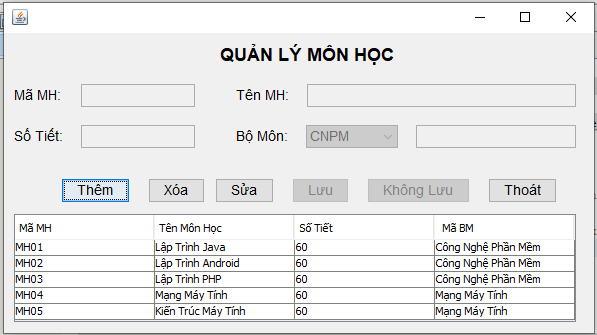 QUẢN LÝ MÔN HỌC
Mã MH: Tên MH:
Số Tiết: Bộ Môn: CNPM
Thêm Xóa Sửa Lưu Không Lưu Thoát
Mã MH Tên Môn Học Số Tiết Mã BM
MH01 Lập Trình Java 60 Công Nghệ Phần Mềm
MH02 Lập Trình Android 60 Công Nghệ Phần Mềm
MH03 Lập Trình PHP 60 Công Nghệ Phần Mềm
MH04 Mạng Máy Tính 60 Mạng Máy Tính
MH05 Kiến Trúc Máy Tính 60 Mạng Máy Tính